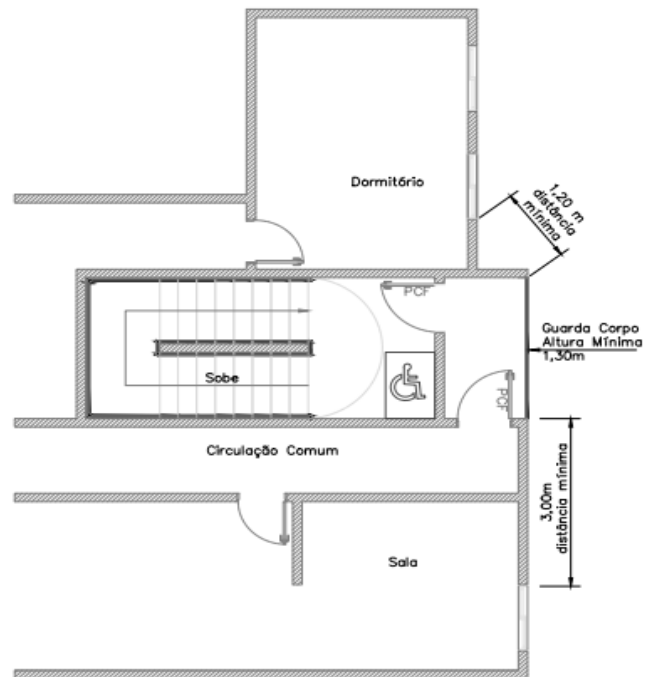 Dormitório
1,20 m
distância
mínima
PCF
Guarda Corpo
Altura Mínima
1,30m
Sobe
PCF
Circulação Comum
3,00m
distância mínima
Sala